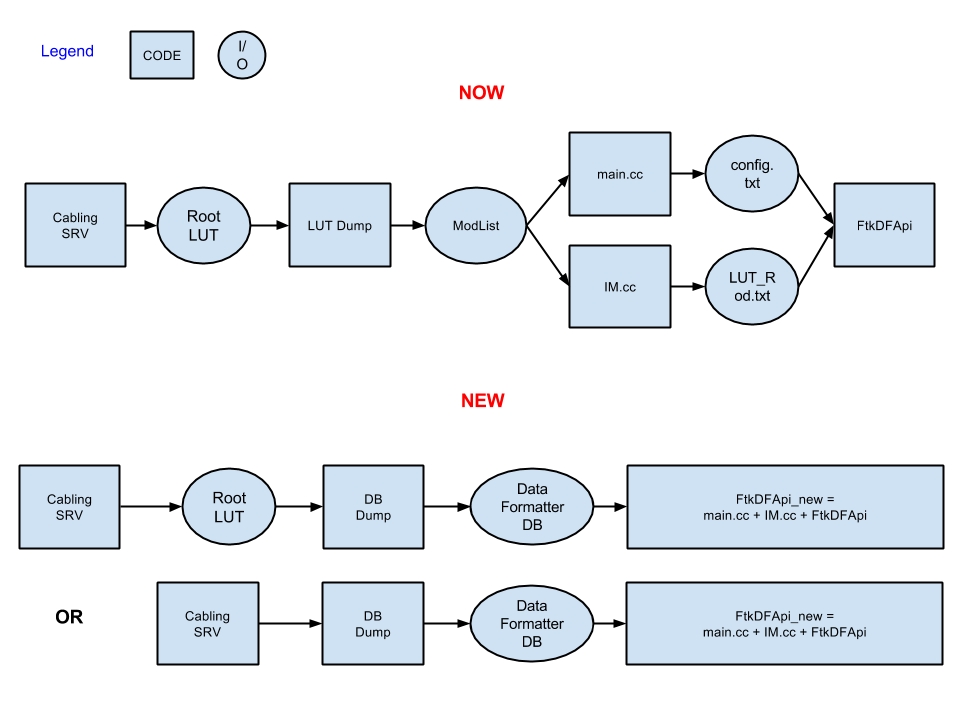 Legend
CODE
I/
O
NOW
Cabling
SRV
Root
LUT
LUT Dump
ModList
main.cc
config.
txt
IM.cc
LUT_R
od.txt
FtkDFApi
NEW
Cabling
SRV
Root
LUT
DB
Dump
Data
Formatter
DB
FtkDFApi_new =
main.cc + IM.cc + FtkDFApi
OR
Cabling
SRV
DB
Dump
Data
Formatter
DB
FtkDFApi_new =
main.cc + IM.cc + FtkDFApi